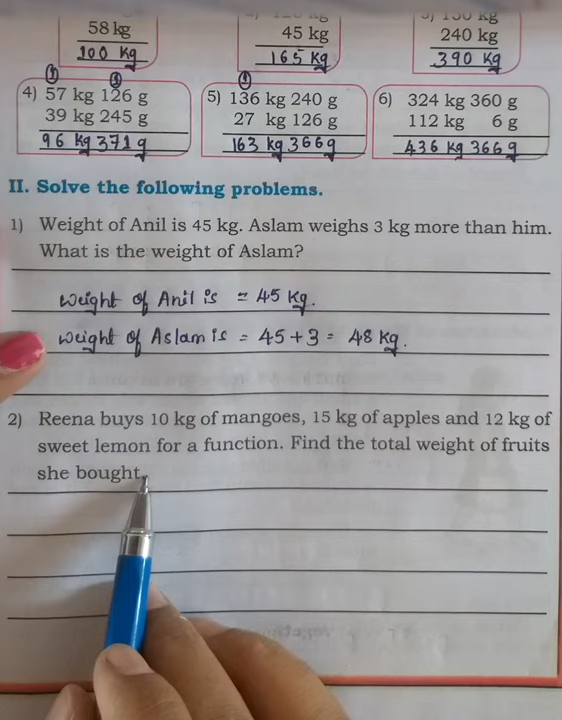 58 kg
100 kg
45 kg
165 kg
240 kg
390 kg
4) 57 kg 126 g
39 kg 245 g
96 kg 371 g
5) 136 kg 240 g
27 kg 126 g
163 kg 366 g
6) 324 kg 360 g
112 kg 6 g
436 kg 366 g
II. Solve the following problems.
1) Weight of Anil is 45 kg. Aslam weighs 3 kg more than him.
What is the weight of Aslam?
Weight of Anil is = 45 kg.
Weight of Aslam is = 45 + 3 = 48 kg.
2) Reena buys 10 kg of mangoes, 15 kg of apples and 12 kg of
sweet lemon for a function. Find the total weight of fruits
she bought.